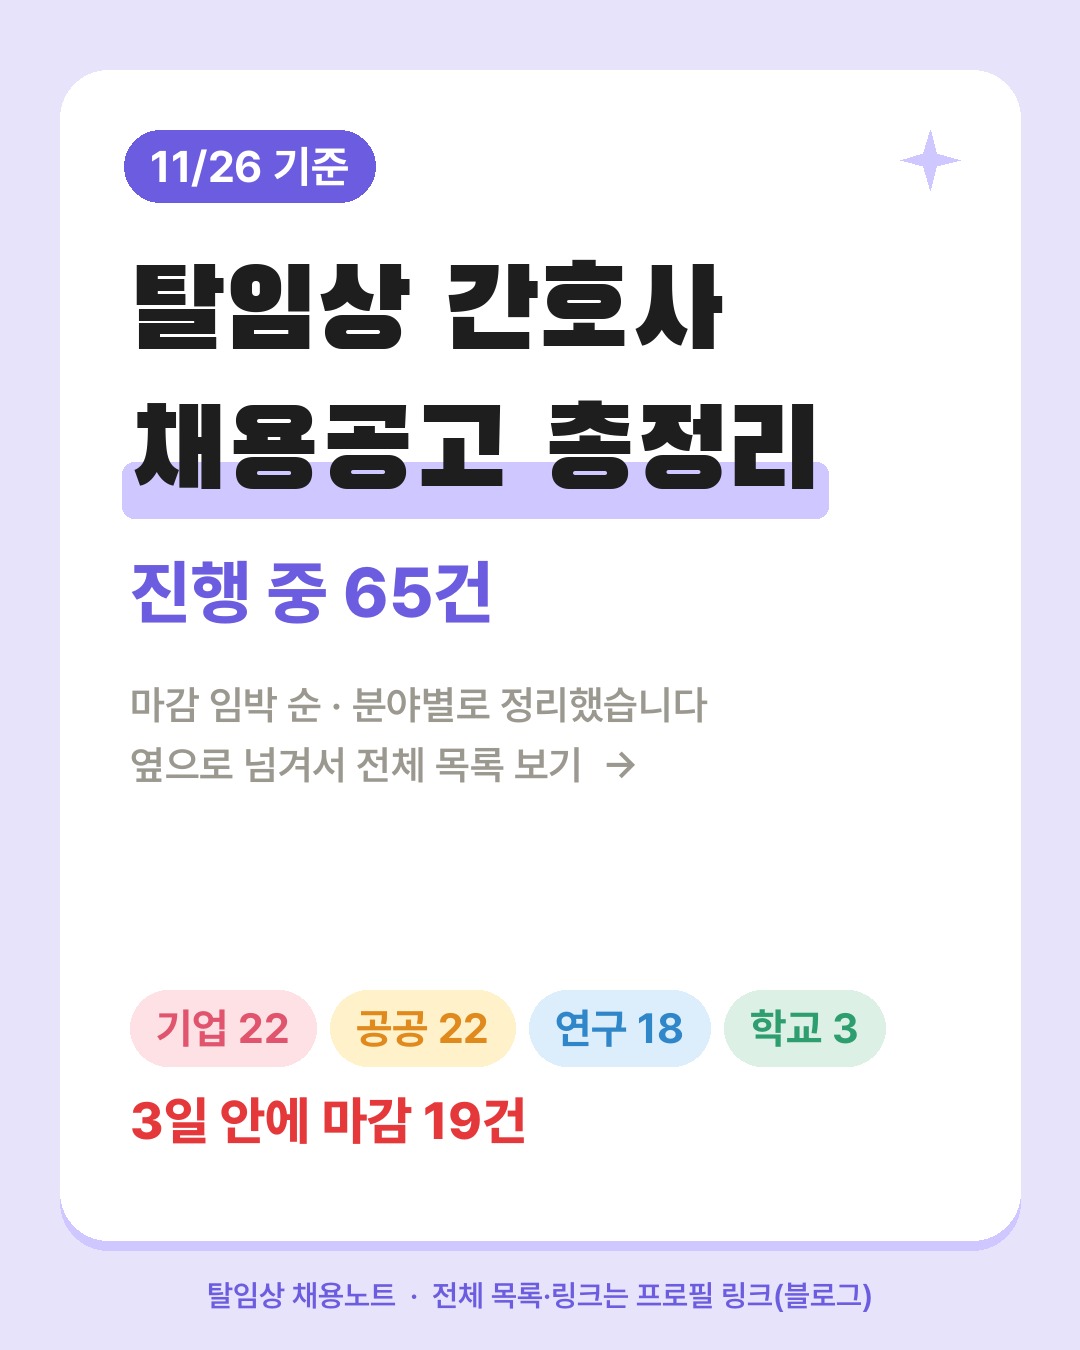 11/26 기준
탈임상 간호사
채용공고 총정리
진행 중 65건
마감 임박 순 · 분야별로 정리했습니다
옆으로 넘겨서 전체 목록 보기 →
기업 22 공공 22 연구 18 학교 3
3일 안에 마감 19건
탈임상 채용노트 · 전체 목록·링크는 프로필 링크(블로그)